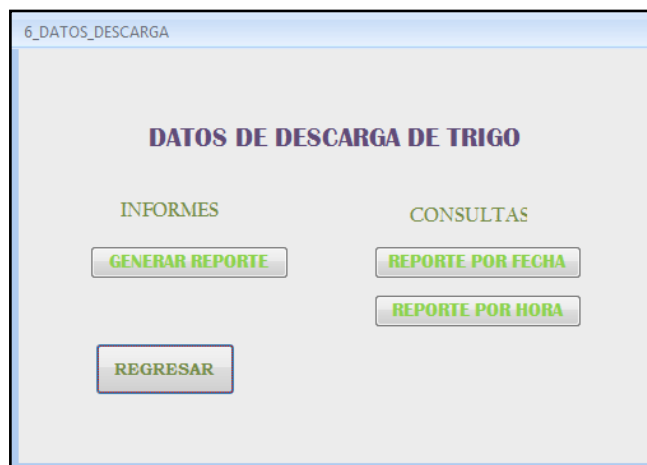 6_DATOS_DESCARGA
DATOS DE DESCARGA DE TRIGO
INFORMES
CONSULTAS
GENERAR REPORTE
REPORTE POR FECHA
REPORTE POR HORA
REGRESAR